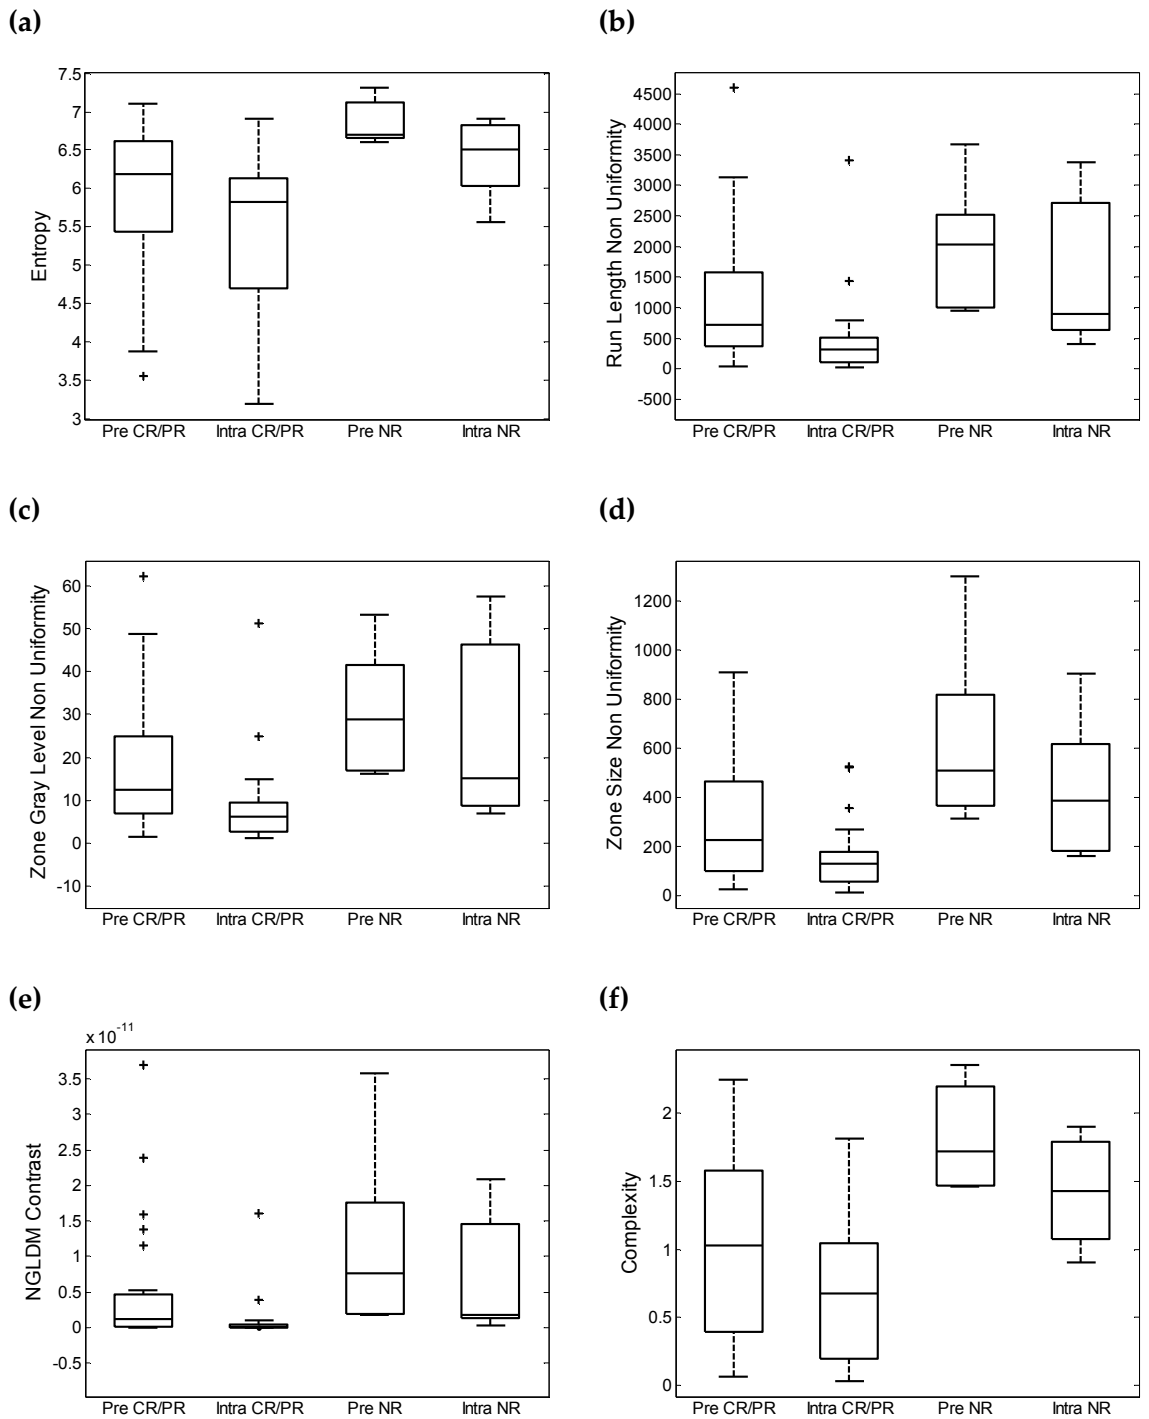 (a)
(b)
7.5
7
6.5
6
5.5
5
4.5
4
3.5
3
Entropy
Pre CR/PR Intra CR/PR Pre NR Intra NR
4500
4000
3500
3000
2500
2000
1500
1000
500
0
-500
Run Length Non Uniformity
Pre CR/PR Intra CR/PR Pre NR Intra NR
(c)
(d)
60
50
40
30
20
10
0
-10
Zone Gray Level Non Uniformity
Pre CR/PR Intra CR/PR Pre NR Intra NR
1200
1000
800
600
400
200
0
Zone Size Non Uniformity
Pre CR/PR Intra CR/PR Pre NR Intra NR
(e)
(f)
x 10^-11
3.5
3
2.5
2
1.5
1
0.5
0
-0.5
NGLDM Contrast
Pre CR/PR Intra CR/PR Pre NR Intra NR
2
1.5
1
0.5
0
Complexity
Pre CR/PR Intra CR/PR Pre NR Intra NR